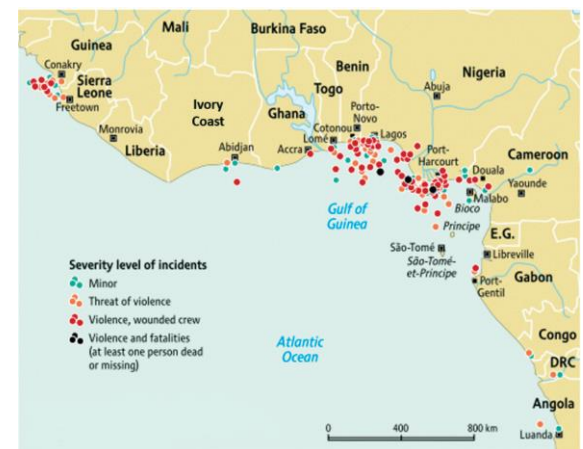 Mali
Burkina Faso
Guinea
Benin
Nigeria
Conakry
Togo
Sierra
Leone
Abuja
Freetown
Ivory
Coast
Ghana
Porto-
Novo
Cotonou
Lagos
Lomé
Monrovia
Liberia
Abidjan
Accra
Port-
Harcourt
Douala
Cameroon
Yaounde
Malabo
Bioco
Gulf of
Guinea
Principe
E.G.
São-Tomé
São-Tomé-
et-Principe
Libreville
Severity level of incidents
Minor
Threat of violence
Violence, wounded crew
Violence and fatalities
(at least one person dead
or missing)
Port-
Gentil
Gabon
Atlantic
Ocean
Congo
DRC
Angola
Luanda
0 400 800 km